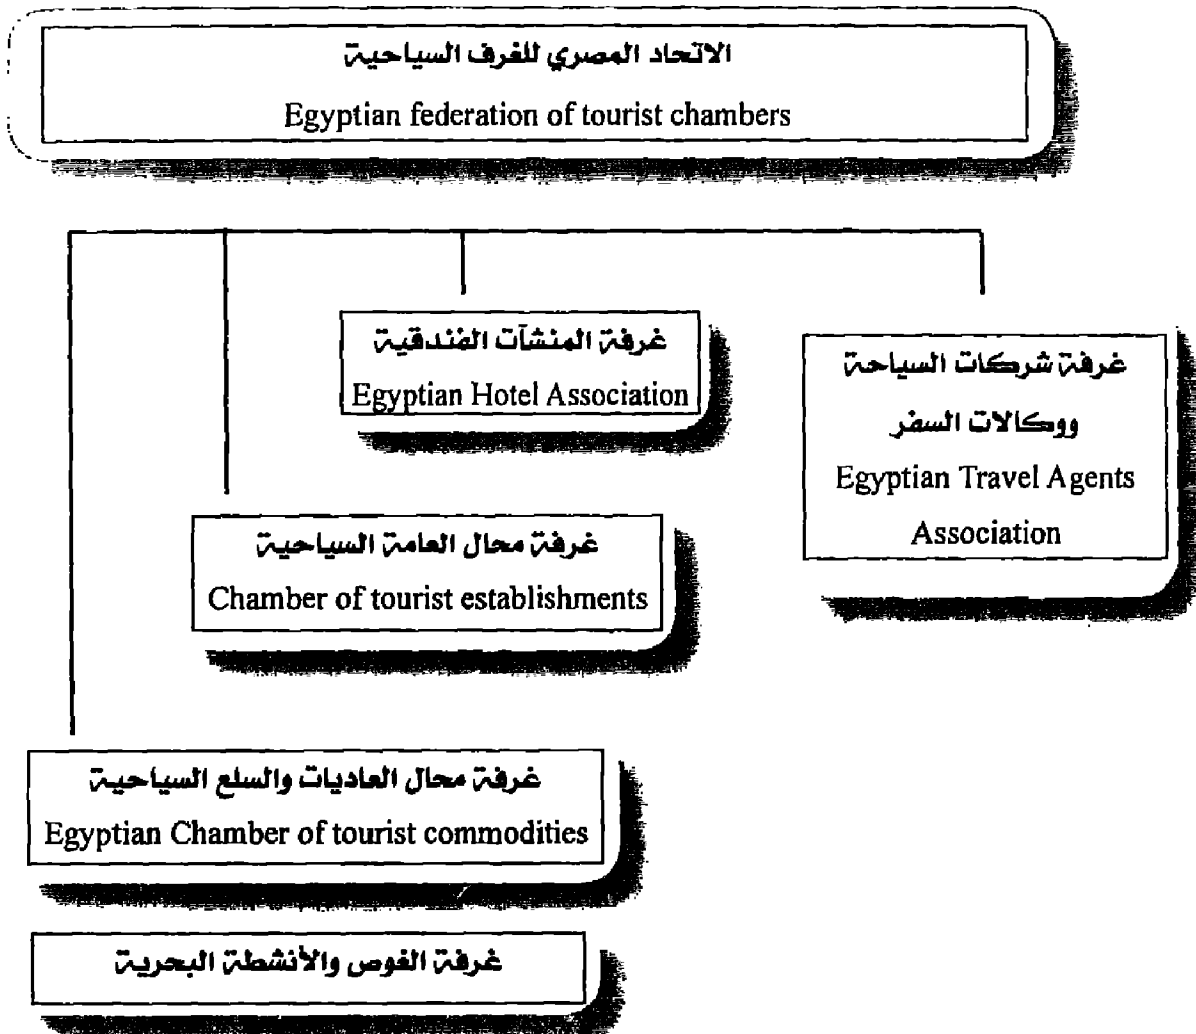 الاتحاد المصري للغرف السياحية
Egyptian federation of tourist chambers
غرفة المنشآت الفندقية
Egyptian Hotel Association
غرفة شركات السياحة
ووكالات السفر
Egyptian Travel Agents
Association
غرفة محال العامة السياحية
Chamber of tourist establishments
غرفة محال العاديات والسلع السياحية
Egyptian Chamber of tourist commodities
غرفة الغوص والأنشطة البحرية